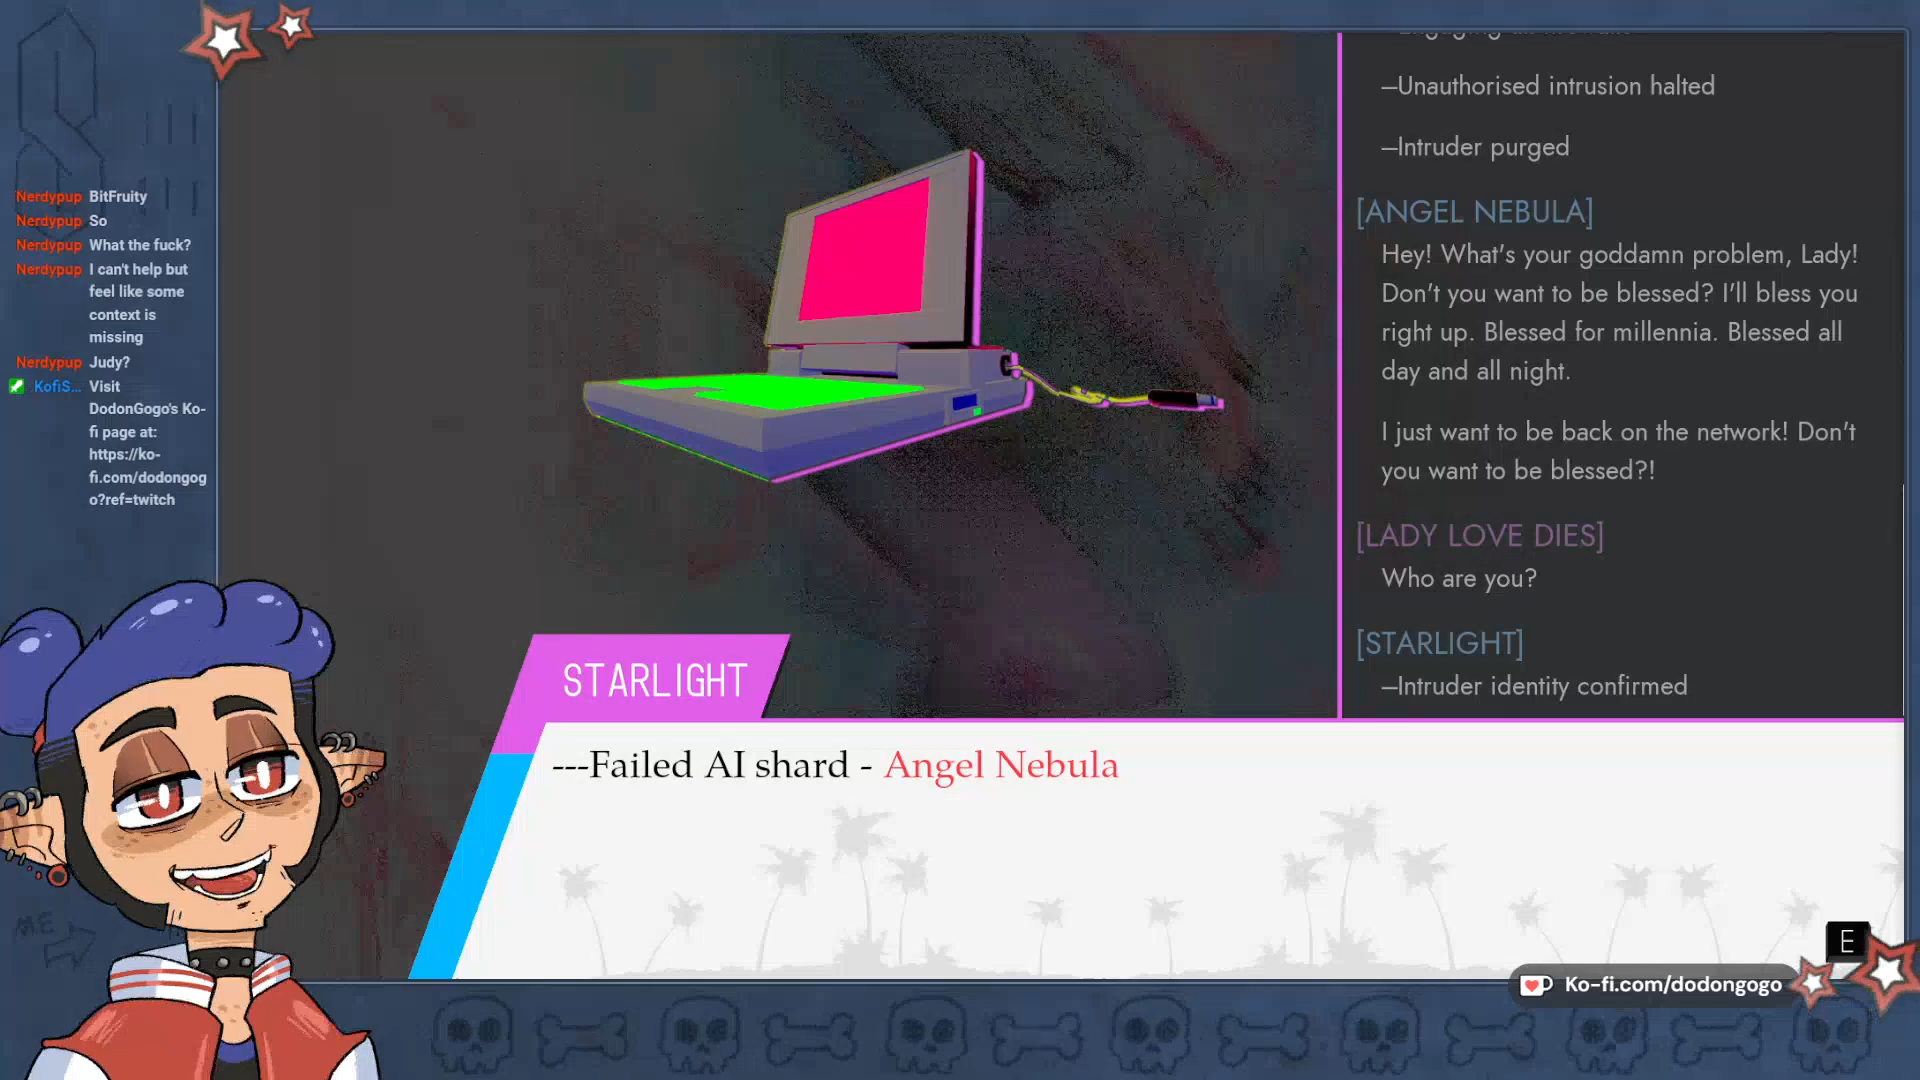 Nerdypup BitFruity
Nerdypup So
Nerdypup What the fuck?
Nerdypup I can't help but
feel like some
context is
missing
Nerdypup Judy?
KofiS... Visit
DodonGogo's Ko-
fi page at:
https://ko-
fi.com/dodongog
o?ref=twitch
—Unauthorised intrusion halted
—Intruder purged
[ANGEL NEBULA]
Hey! What's your goddamn problem, Lady!
Don't you want to be blessed? I'll bless you
right up. Blessed for millennia. Blessed all
day and all night.
I just want to be back on the network! Don't
you want to be blessed?!
[LADY LOVE DIES]
Who are you?
[STARLIGHT]
—Intruder identity confirmed
STARLIGHT
---Failed AI shard - Angel Nebula
E
Ko-fi.com/dodongogo
ME